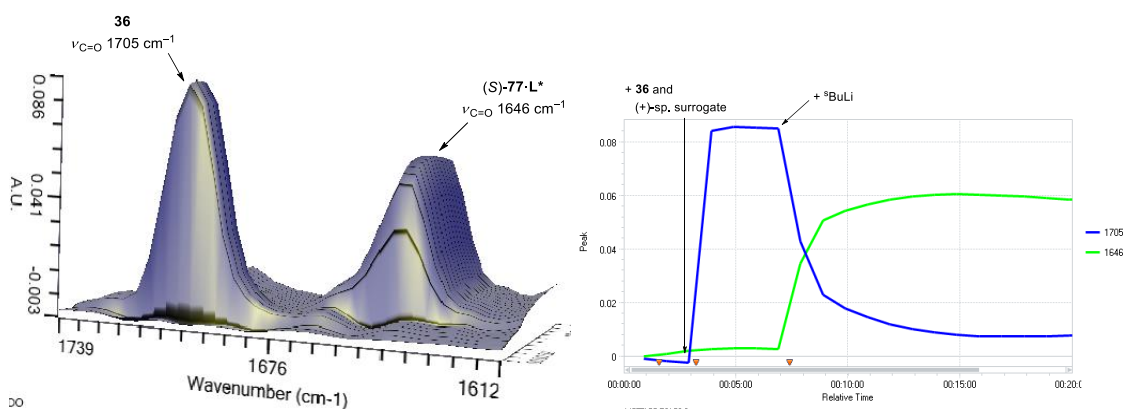 36
νC=O 1705 cm–1
(S)-77·L*
νC=O 1646 cm–1
0.086
0.041
-0.003
A.U.
1739
1676
1612
Wavenumber (cm-1)
+ 36 and
(+)-sp. surrogate
+ sBuLi
0.08
0.06
0.04
0.02
0
Peak
00:00:00
00:05:00
00:10:00
00:15:00
00:20:0
Relative Time
1705
1646